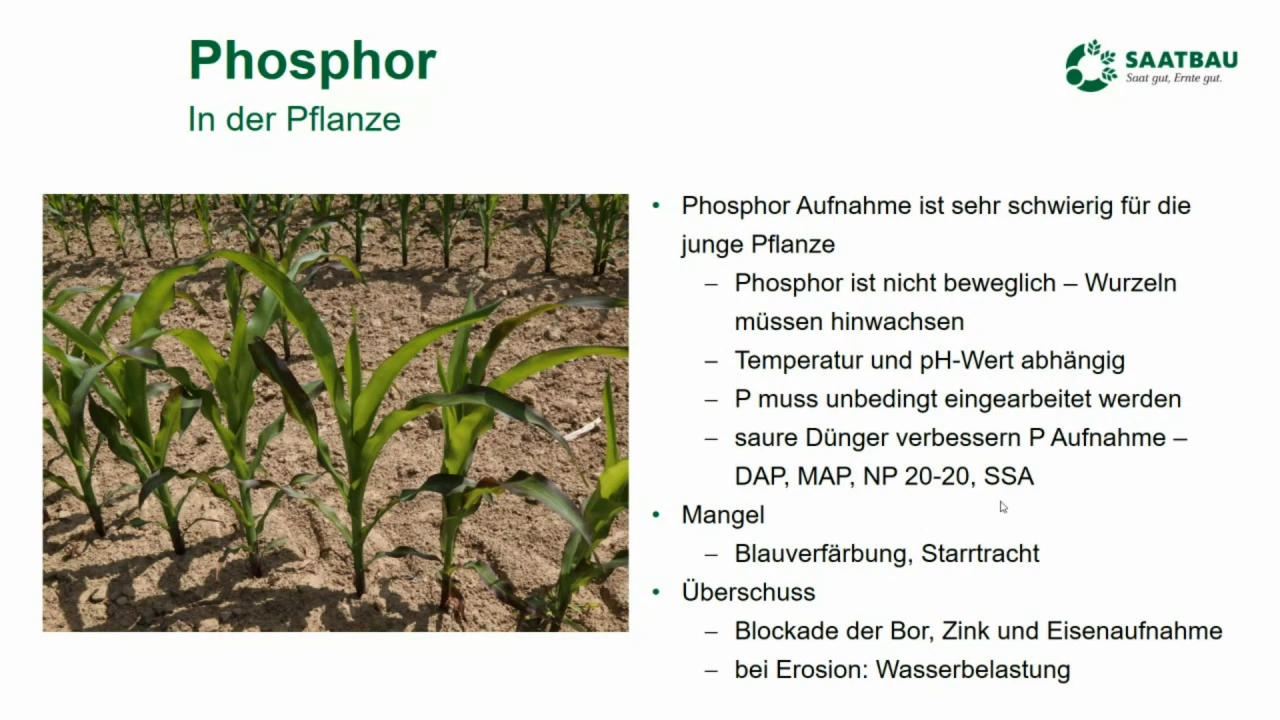 Phosphor
In der Pflanze
SAATBAU
Saat gut, Ernte gut.
• Phosphor Aufnahme ist sehr schwierig für die
junge Pflanze
– Phosphor ist nicht beweglich – Wurzeln
müssen hinwachsen
– Temperatur und pH-Wert abhängig
– P muss unbedingt eingearbeitet werden
– saure Dünger verbessern P Aufnahme –
DAP, MAP, NP 20-20, SSA
• Mangel
– Blauverfärbung, Starrtracht
• Überschuss
– Blockade der Bor, Zink und Eisenaufnahme
– bei Erosion: Wasserbelastung